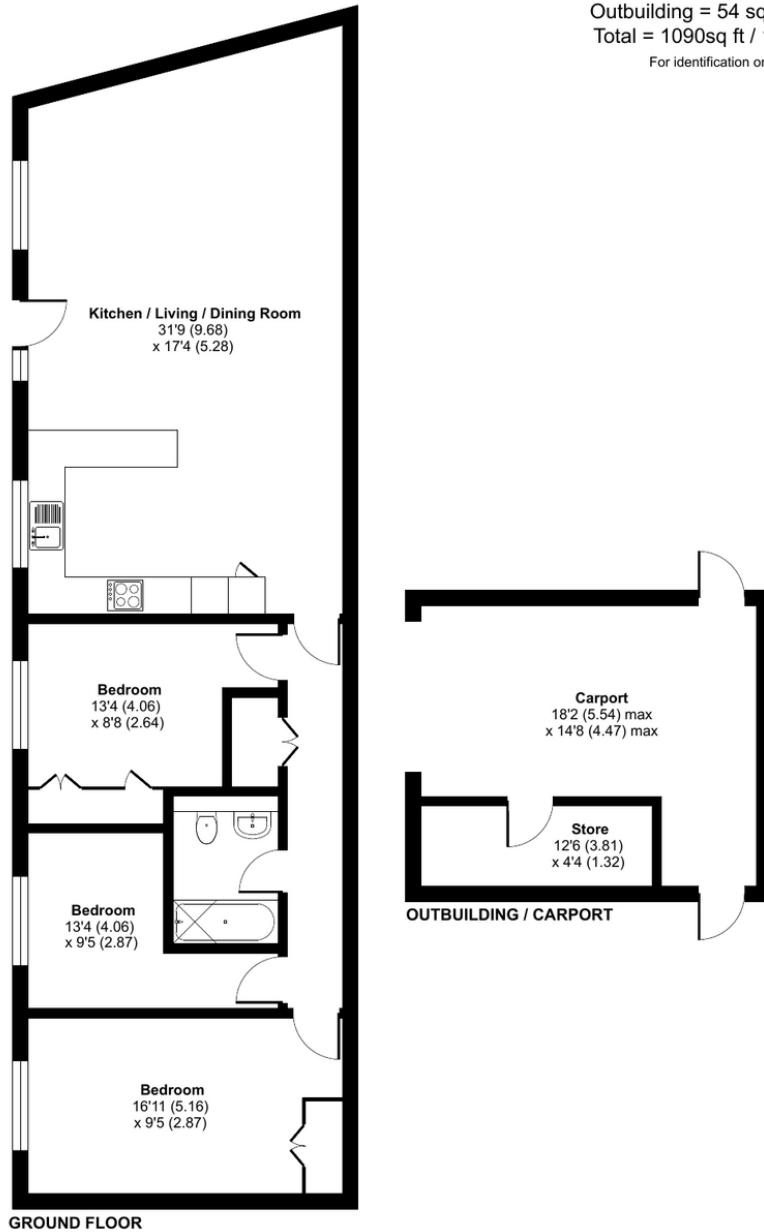 Outbuilding = 54 sq
Total = 1090sq ft /
For identification
Kitchen / Living / Dining Room
31'9 (9.68)
x 17'4 (5.28)
Bedroom
13'4 (4.06)
x 8'8 (2.64)
Carport
18'2 (5.54) max
x 14'8 (4.47) max
Store
12'6 (3.81)
x 4'4 (1.32)
Bedroom
13'4 (4.06)
x 9'5 (2.87)
OUTBUILDING / CARPORT
Bedroom
16'11 (5.16)
x 9'5 (2.87)
GROUND FLOOR